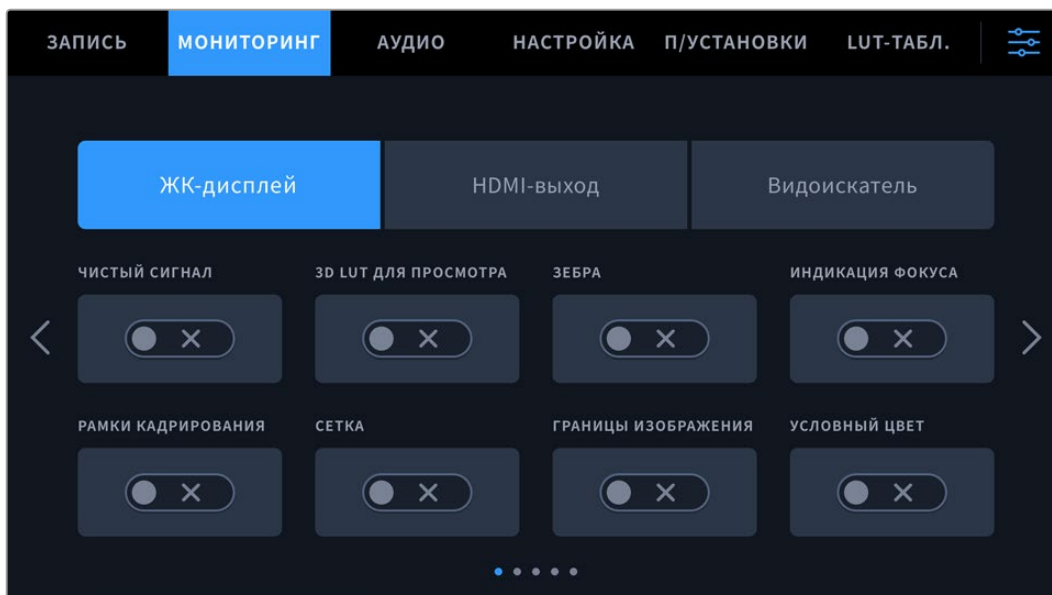 ЗАПИСЬ МОНИТОРИНГ АУДИО НАСТРОЙКА П/УСТАНОВКИ LUT-ТАБЛ.
ЖК-дисплей HDMI-выход Видоискатель
ЧИСТЫЙ СИГНАЛ 3D LUT ДЛЯ ПРОСМОТРА ЗЕБРА ИНДИКАЦИЯ ФОКУСА
РАМКИ КАДРИРОВАНИЯ СЕТКА ГРАНИЦЫ ИЗОБРАЖЕНИЯ УСЛОВНЫЙ ЦВЕТ